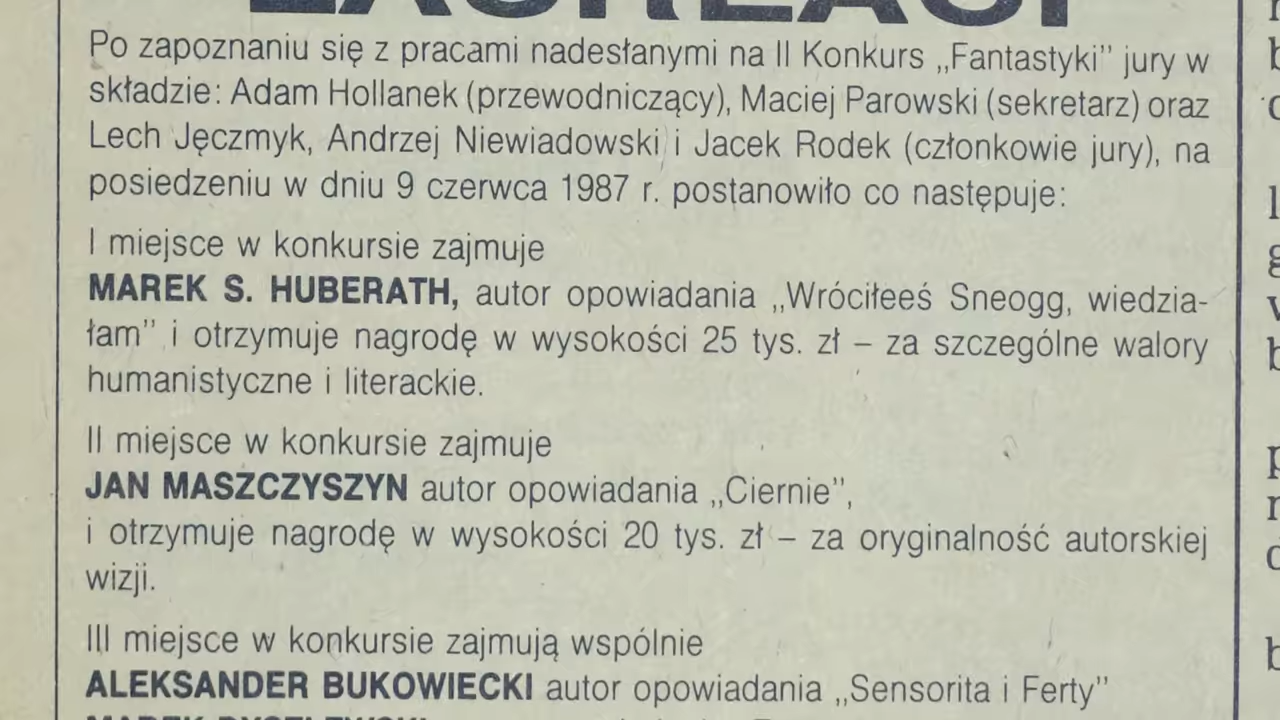 Po zapoznaniu się z pracami nadesłanymi na II Konkurs „Fantastyki” jury w
składzie: Adam Hollanek (przewodniczący), Maciej Parowski (sekretarz) oraz
Lech Jęczmyk, Andrzej Niewiadowski i Jacek Rodek (członkowie jury), na
posiedzeniu w dniu 9 czerwca 1987 r. postanowiło co następuje:
I miejsce w konkursie zajmuje
MAREK S. HUBERATH, autor opowiadania „Wróciłeeś Sneogg, wiedzia-
łam” i otrzymuje nagrodę w wysokości 25 tys. zł – za szczególne walory
humanistyczne i literackie.
II miejsce w konkursie zajmuje
JAN MASZCZYSZYN autor opowiadania „Ciernie”,
i otrzymuje nagrodę w wysokości 20 tys. zł – za oryginalność autorskiej
wizji.
III miejsce w konkursie zajmują wspólnie
ALEKSANDER BUKOWIECKI autor opowiadania „Sensorita i Ferty”